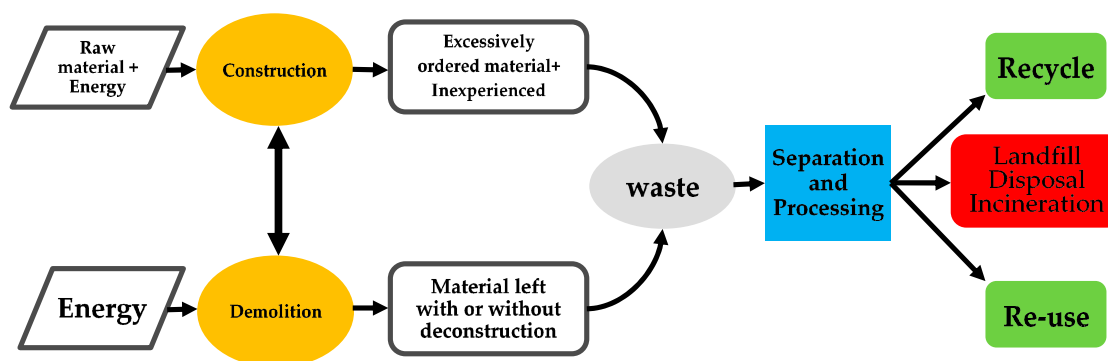 Raw
material +
Energy
Construction
Excessively
ordered material+
Inexperienced
waste
Separation
and
Processing
Recycle
Landfill
Disposal
Incineration
Re-use
Energy
Demolition
Material left
with or without
deconstruction